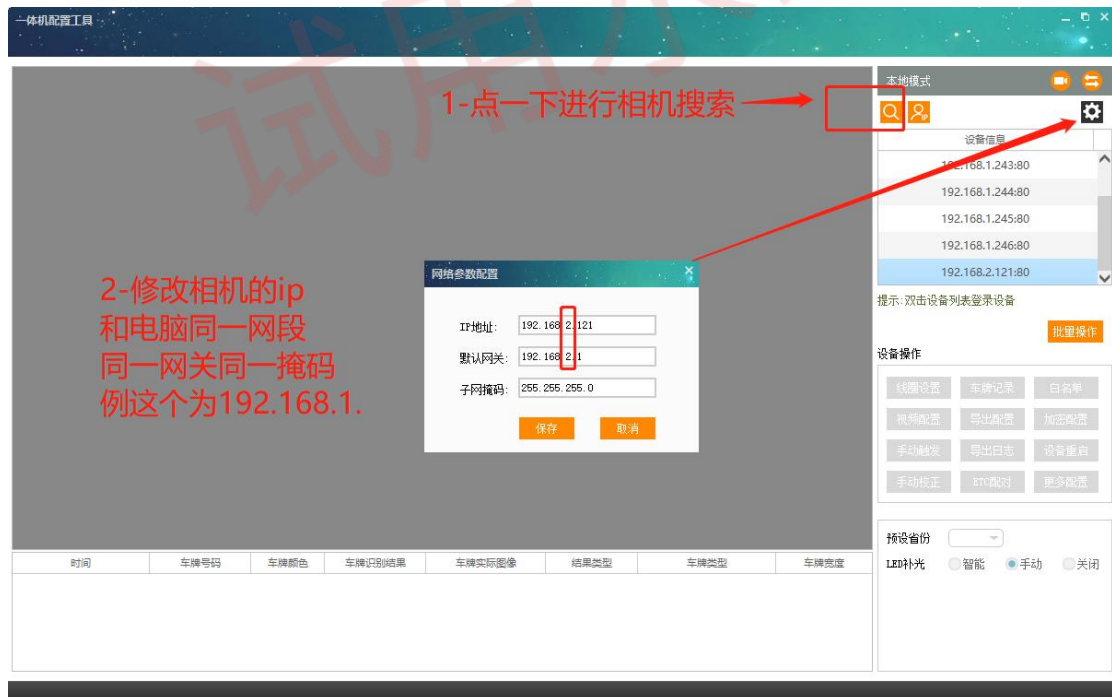 一体机配置工具
试用水
本地模式
1-点一下进行相机搜索
设备信息
192.168.1.243:80
192.168.1.244:80
192.168.1.245:80
192.168.1.246:80
192.168.2.121:80
提示:双击设备列表登录设备
批量操作
设备操作
线圈设置 车牌记录 白名单
视频配置 导出配置 加密配置
手动触发 导出日志 设备重启
手动校正 RTC配对 更多配置
2-修改相机的ip
和电脑同一网段
同一网关同一掩码
例这个为192.168.1.
网络参数配置
IP地址: 192.168.2.121
默认网关: 192.168.2.1
子网掩码: 255.255.255.0
保存 取消
预设省份
LED补光 智能 手动 关闭
时间 车牌号码 车牌颜色 车牌识别结果 车牌实际图像 结果类型 车牌类型 车牌宽度